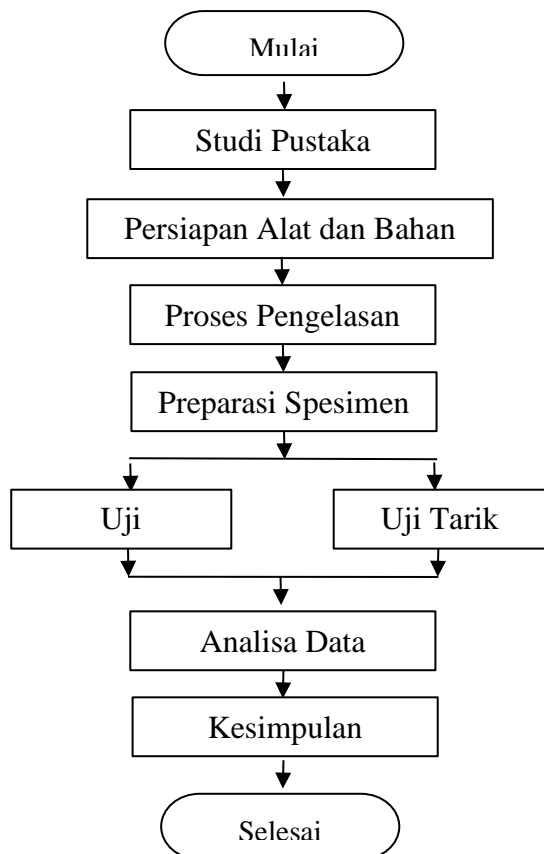 Mulai
Studi Pustaka
Persiapan Alat dan Bahan
Proses Pengelasan
Preparasi Spesimen
Uji
Uji Tarik
Analisa Data
Kesimpulan
Selesai